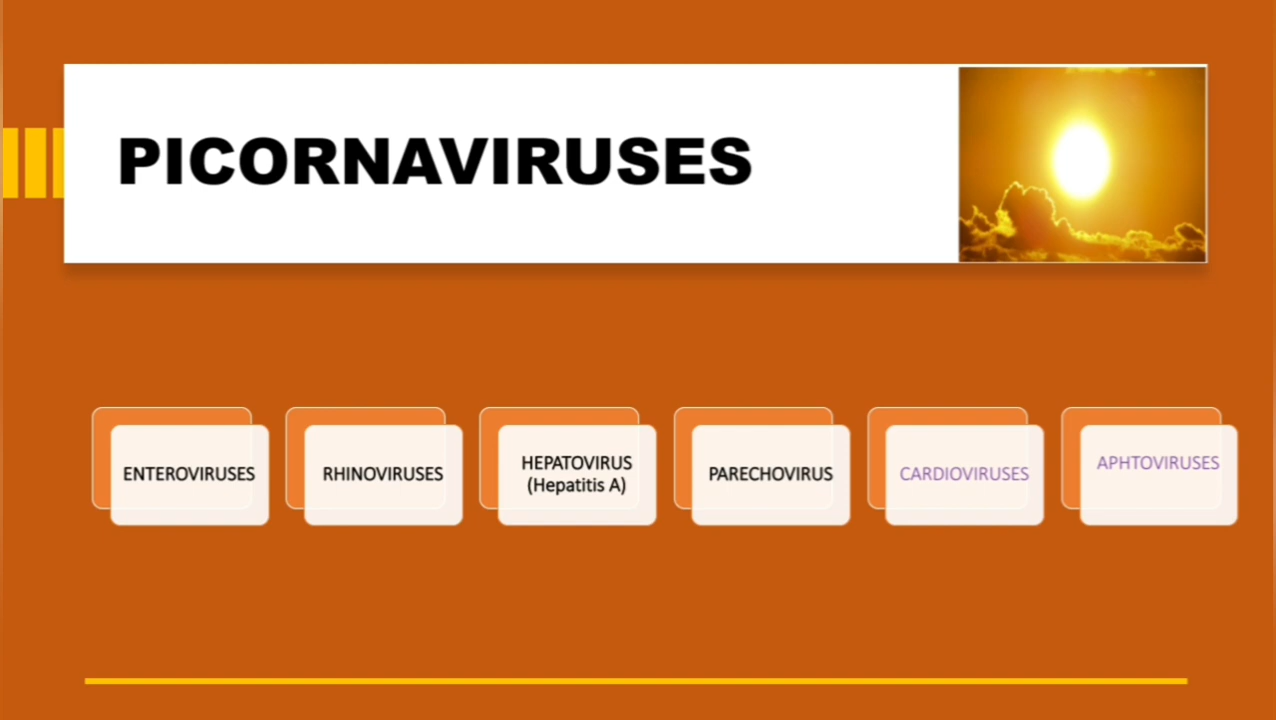 PICORNAVIRUSES
ENTEROVIRUSES
RHINOVIRUSES
HEPATOVIRUS
(Hepatitis A)
PARECHOVIRUS
CARDIOVIRUSES
APHTOVIRUSES